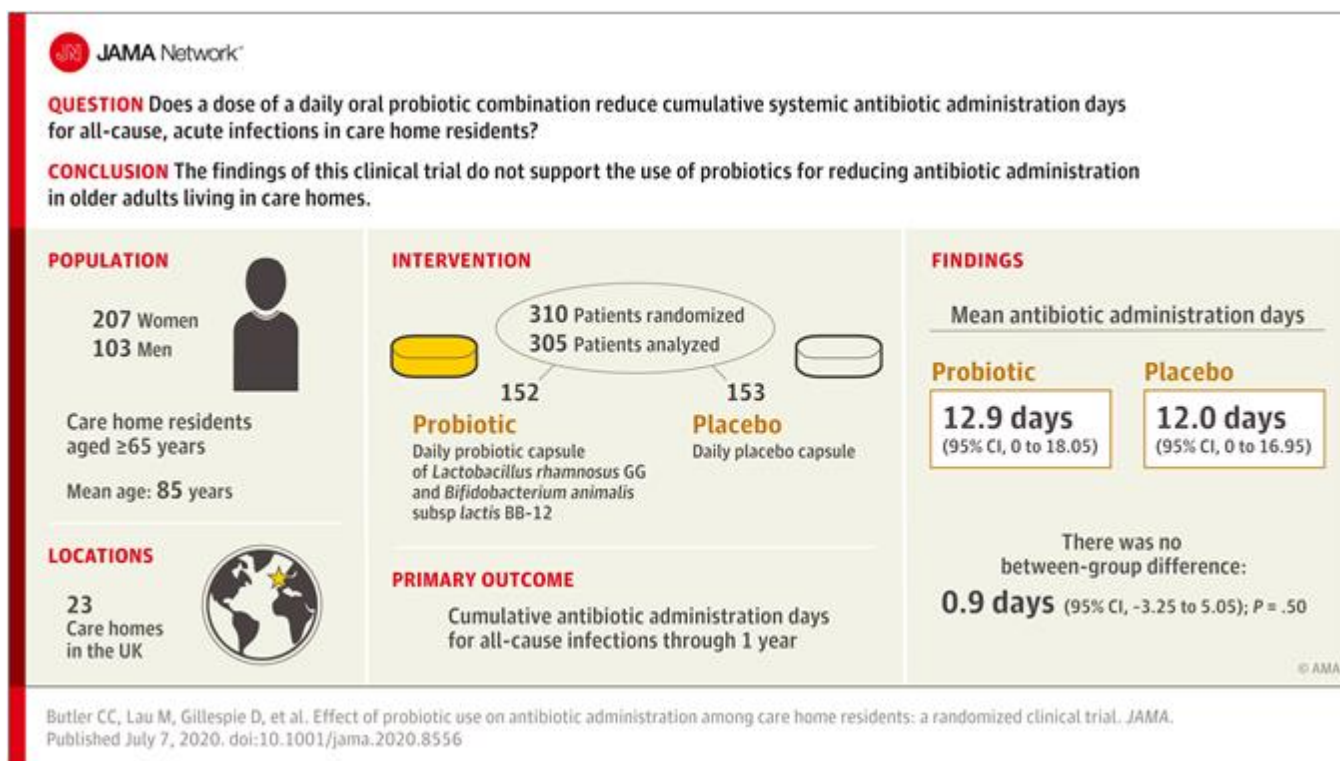 JN JAMA Network
QUESTION Does a dose of a daily oral probiotic combination reduce cumulative systemic antibiotic administration days
for all-cause, acute infections in care home residents?
CONCLUSION The findings of this clinical trial do not support the use of probiotics for reducing antibiotic administration
in older adults living in care homes.
POPULATION
207 Women
103 Men
Care home residents
aged ≥65 years
Mean age: 85 years
LOCATIONS
23
Care homes
in the UK
INTERVENTION
310 Patients randomized
305 Patients analyzed
152
Probiotic
Daily probiotic capsule
of Lactobacillus rhamnosus GG
and Bifidobacterium animalis
subsp lactis BB-12
153
Placebo
Daily placebo capsule
PRIMARY OUTCOME
Cumulative antibiotic administration days
for all-cause infections through 1 year
FINDINGS
Mean antibiotic administration days
Probiotic
12.9 days
(95% CI, 0 to 18.05)
Placebo
12.0 days
(95% CI, 0 to 16.95)
There was no
between-group difference:
0.9 days (95% CI, -3.25 to 5.05); P = .50
© AMA
Butler CC, Lau M, Gillespie D, et al. Effect of probiotic use on antibiotic administration among care home residents: a randomized clinical trial. JAMA.
Published July 7, 2020. doi:10.1001/jama.2020.8556